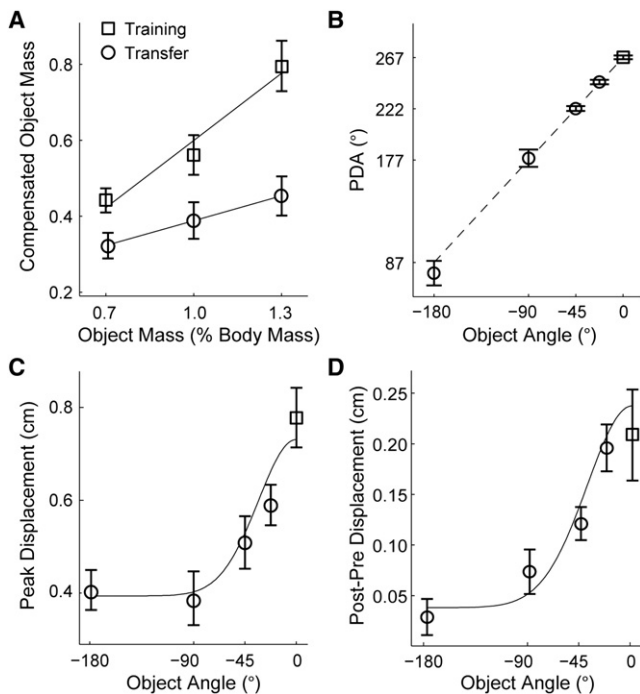 A
Training
Transfer
0.8
0.6
0.4
0.2
Compensated Object Mass
0.7
1.0
1.3
Object Mass (% Body Mass)
B
267
222
177
87
PDA (°)
−180
−90
−45
0
Object Angle (°)
C
0.8
0.6
0.4
Peak Displacement (cm)
−180
−90
−45
0
Object Angle (°)
D
0.25
0.20
0.15
0.10
0.05
Post-Pre Displacement (cm)
−180
−90
−45
0
Object Angle (°)